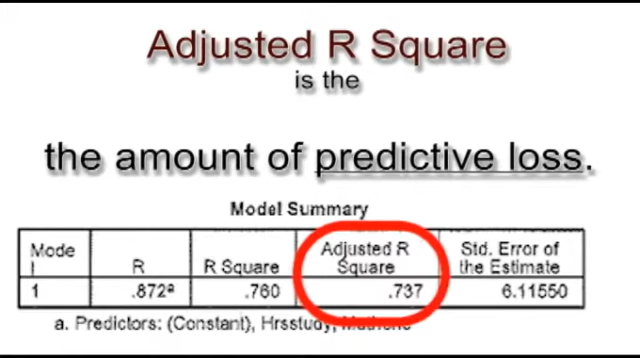 Adjusted R Square
is the
the amount of predictive loss.
Model Summary
Mode Adjusted R Std. Error of
l R R Square Square the Estimate
1 .872a .760 .737 6.11550
a. Predictors: (Constant), Hrsstudy,